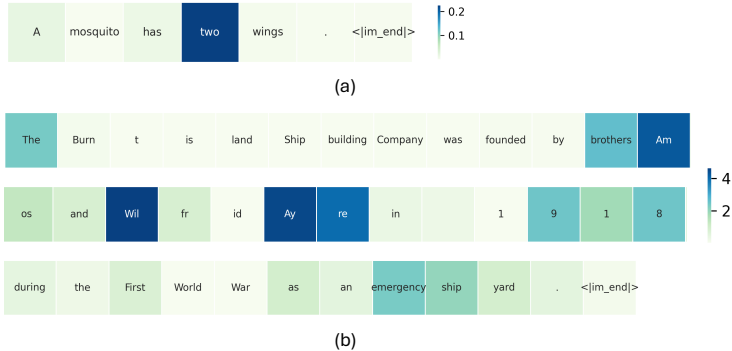 A mosquito has two wings . <|im_end|>
0.2
0.1
(a)
The Burn t is land Ship building Company was founded by brothers Am
os and Wil fr id Ay re in 1 9 1 8
4
2
during the First World War as an emergency ship yard . <|im_end|>
(b)